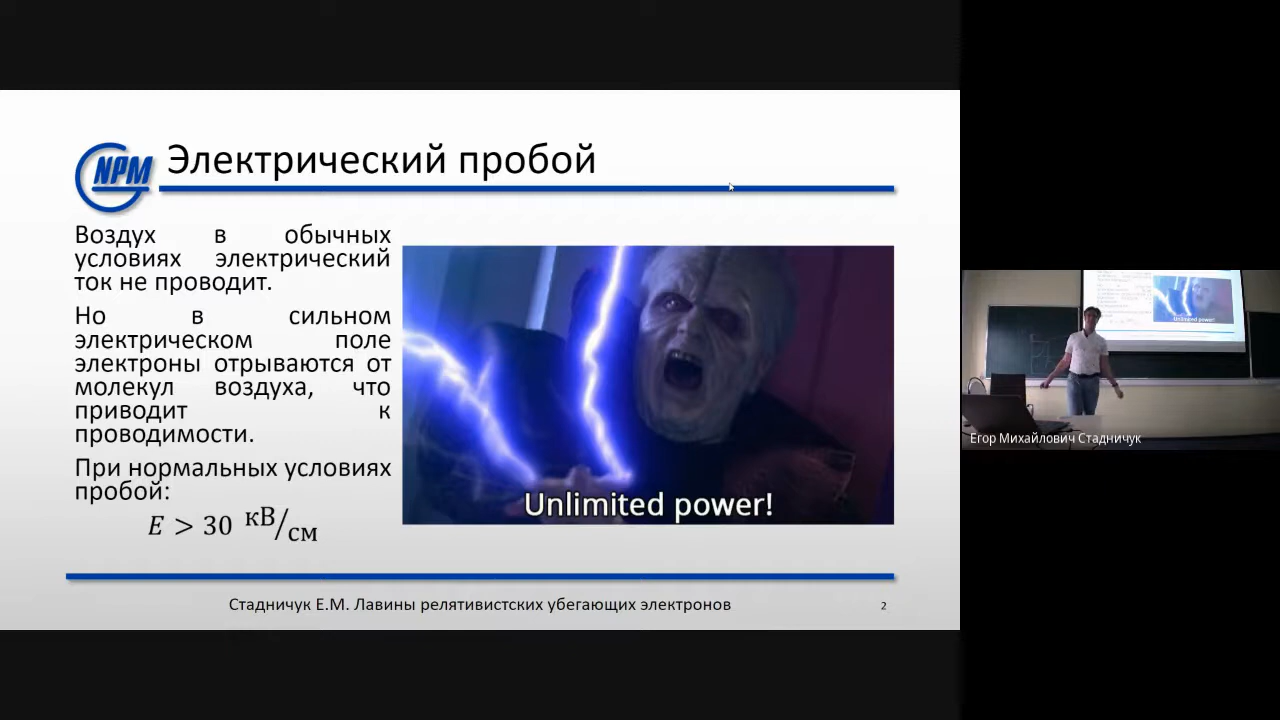 NPM
Электрический пробой
Воздух в обычных
условиях электрический
ток не проводит.
Но в сильном
электрическом поле
электроны отрываются от
молекул воздуха, что
приводит к
проводимости.
При нормальных условиях
пробой:
E > 30 кВ/см
Unlimited power!
Стадничук Е.М. Лавины релятивистских убегающих электронов
2
Unlimited power!
Егор Михайлович Стадничук